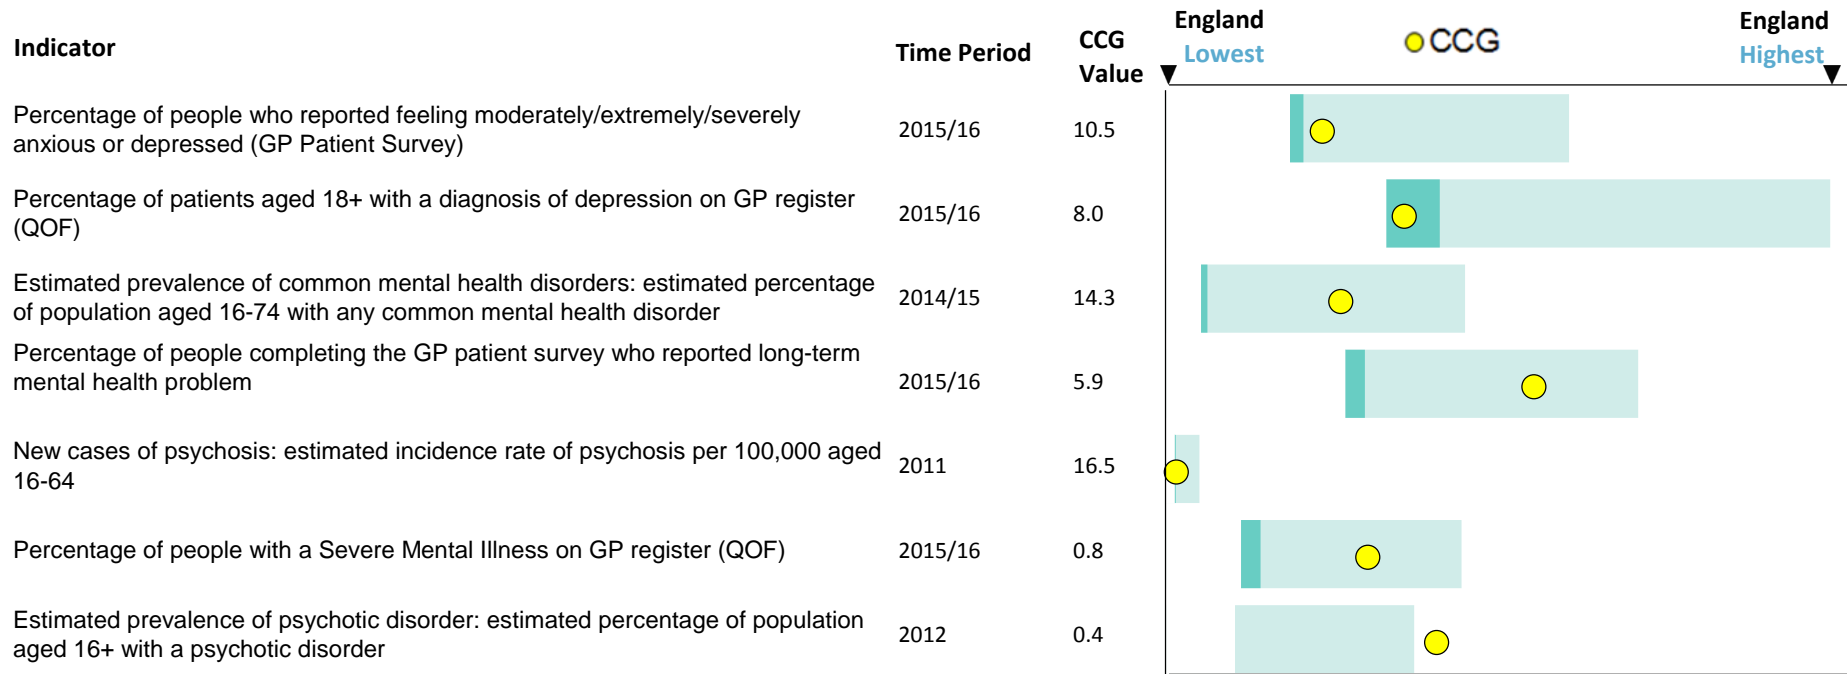 Indicator
Time Period
CCG
Value
England
Lowest
CCG
England
Highest
Percentage of people who reported feeling moderately/extremely/severely
anxious or depressed (GP Patient Survey)
2015/16
10.5
Percentage of patients aged 18+ with a diagnosis of depression on GP register
(QOF)
2015/16
8.0
Estimated prevalence of common mental health disorders: estimated percentage
of population aged 16-74 with any common mental health disorder
2014/15
14.3
Percentage of people completing the GP patient survey who reported long-term
mental health problem
2015/16
5.9
New cases of psychosis: estimated incidence rate of psychosis per 100,000 aged
16-64
2011
16.5
Percentage of people with a Severe Mental Illness on GP register (QOF)
2015/16
0.8
Estimated prevalence of psychotic disorder: estimated percentage of population
aged 16+ with a psychotic disorder
2012
0.4